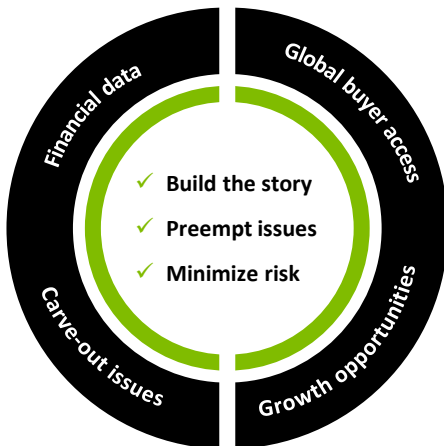 Financial data
Global buyer access
✓ Build the story
✓ Preempt issues
✓ Minimize risk
Carve-out issues
Growth opportunities